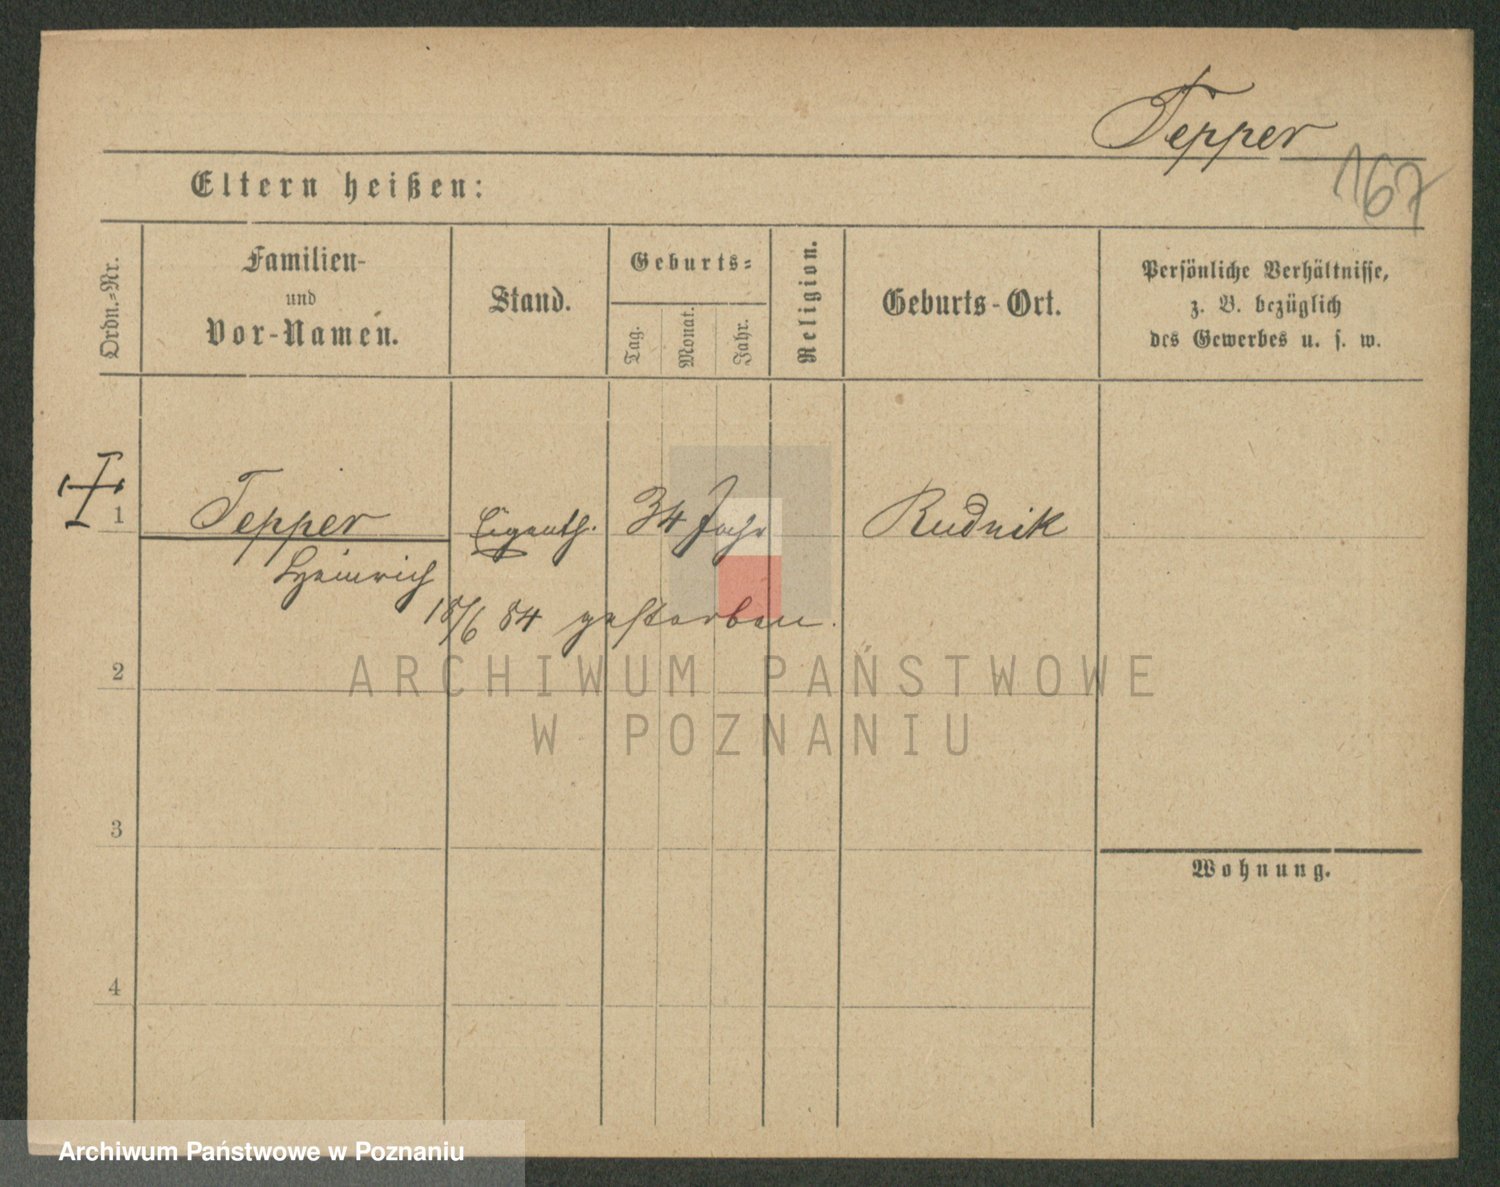 Tepper
167
Eltern heißen:
Ordn.-Nr.
Familien-
und
Vor-Namen.
Stand.
Geburts-
Tag.
Monat.
Jahr.
Religion.
Geburts-Ort.
Persönliche Verhältnisse,
z. B. bezüglich
des Gewerbes u. s. w.
1
Tepper
Heinrich
Eigenth.
34 Jahr
Rudnik
18/6 84 gestorben.
2
ARCHIWUM PAŃSTWOWE
W POZNANIU
3
Wohnung.
4
Archiwum Państwowe w Poznaniu